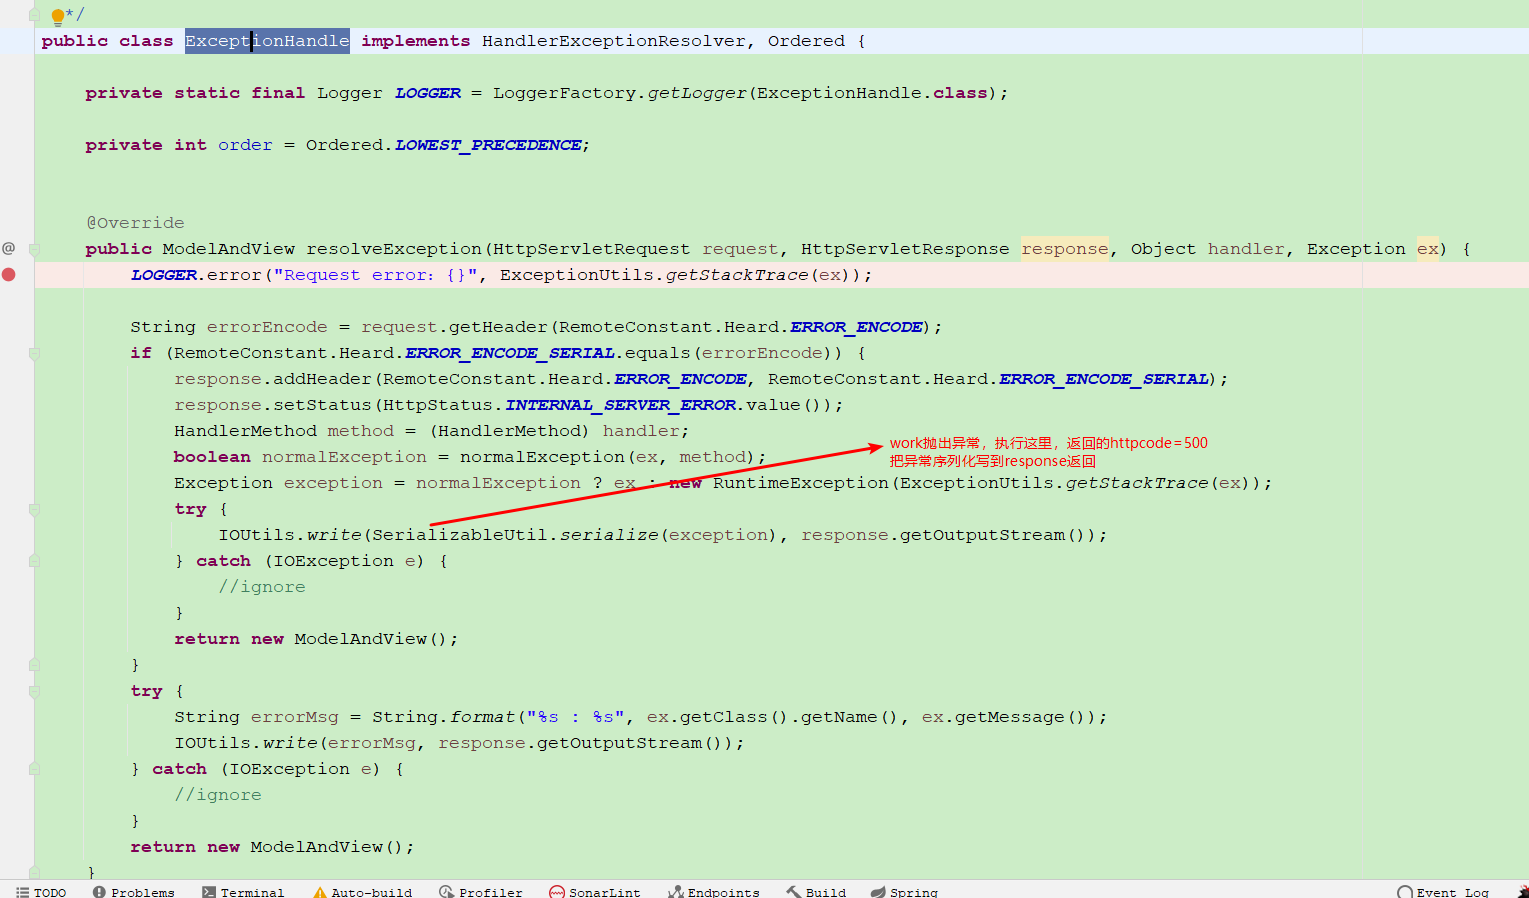 */
public class ExceptionHandle implements HandlerExceptionResolver, Ordered {
private static final Logger LOGGER = LoggerFactory.getLogger(ExceptionHandle.class);
private int order = Ordered.LOWEST_PRECEDENCE;
@Override
@ public ModelAndView resolveException(HttpServletRequest request, HttpServletResponse response, Object handler, Exception ex) {
LOGGER.error("Request error: {}", ExceptionUtils.getStackTrace(ex));
String errorEncode = request.getHeader(RemoteConstant.Heard.ERROR_ENCODE);
if (RemoteConstant.Heard.ERROR_ENCODE_SERIAL.equals(errorEncode)) {
response.addHeader(RemoteConstant.Heard.ERROR_ENCODE, RemoteConstant.Heard.ERROR_ENCODE_SERIAL);
response.setStatus(HttpStatus.INTERNAL_SERVER_ERROR.value());
HandlerMethod method = (HandlerMethod) handler;
work抛出异常，执行这里，返回的httpcode=500
boolean normalException = normalException(ex, method);
把异常序列化写到response返回
Exception exception = normalException ? ex : new RuntimeException(ExceptionUtils.getStackTrace(ex));
try {
IOUtils.write(SerializableUtil.serialize(exception), response.getOutputStream());
} catch (IOException e) {
//ignore
}
return new ModelAndView();
}
try {
String errorMsg = String.format("%s : %s", ex.getClass().getName(), ex.getMessage());
IOUtils.write(errorMsg, response.getOutputStream());
} catch (IOException e) {
//ignore
}
return new ModelAndView();
}
TODO Problems Terminal Auto-build Profiler SonarLint Endpoints Build Spring Event Log